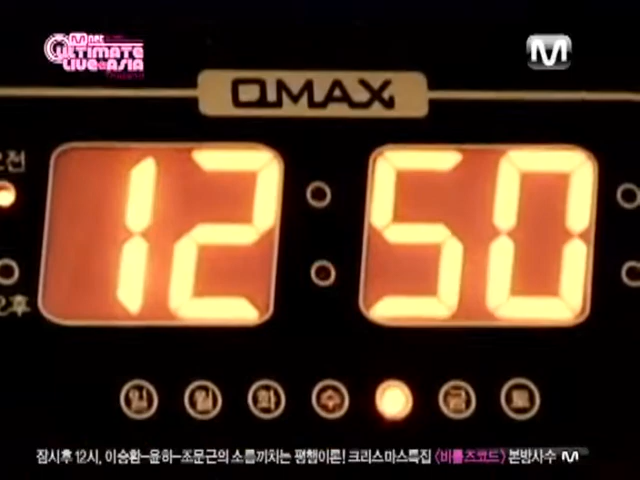 Mnet
ULTIMATE
LIVE in ASIA
M
QMAX
오전
12 50
오후
일 월 화 수 금 토
잠시후 12시, 이승환-윤하-조문근의 소름끼치는 평행이론! 크리스마스특집 <비틀즈코드> 본방사수 M